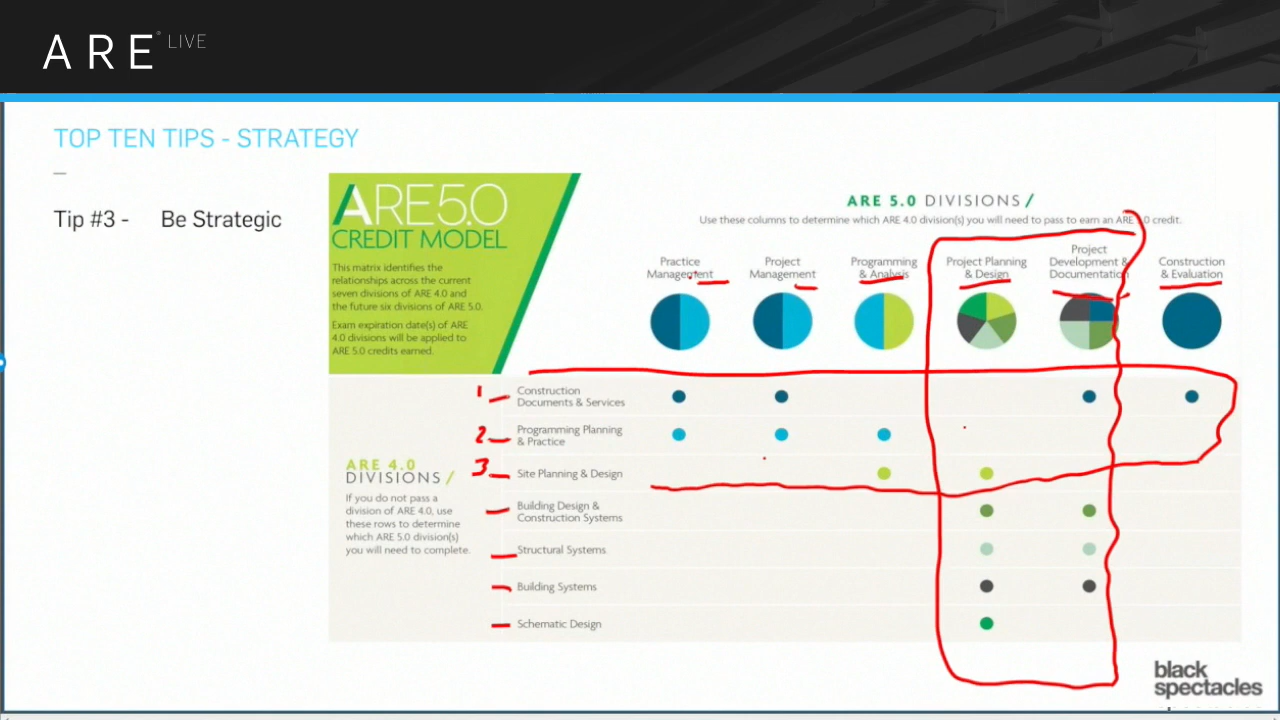 ARE® LIVE
TOP TEN TIPS - STRATEGY
Tip #3 - Be Strategic
ARE5.0
CREDIT MODEL
This matrix identifies the
relationships across the current
seven divisions of ARE 4.0 and
the future six divisions of ARE 5.0.
Exam expiration date(s) of ARE
4.0 divisions will be applied to
ARE 5.0 credits earned.
ARE 5.0 DIVISIONS /
Use these columns to determine which ARE 4.0 division(s) you will need to pass to earn an ARE 5.0 credit.
Practice
Management
Project
Management
Programming
& Analysis
Project Planning
& Design
Project
Development &
Documentation
Construction
& Evaluation
ARE 4.0
DIVISIONS /
If you do not pass a
division of ARE 4.0, use
these rows to determine
which ARE 5.0 division(s)
you will need to complete.
1 Construction
Documents & Services
2 Programming Planning
& Practice
3 Site Planning & Design
Building Design &
Construction Systems
Structural Systems
Building Systems
Schematic Design
black
spectacles